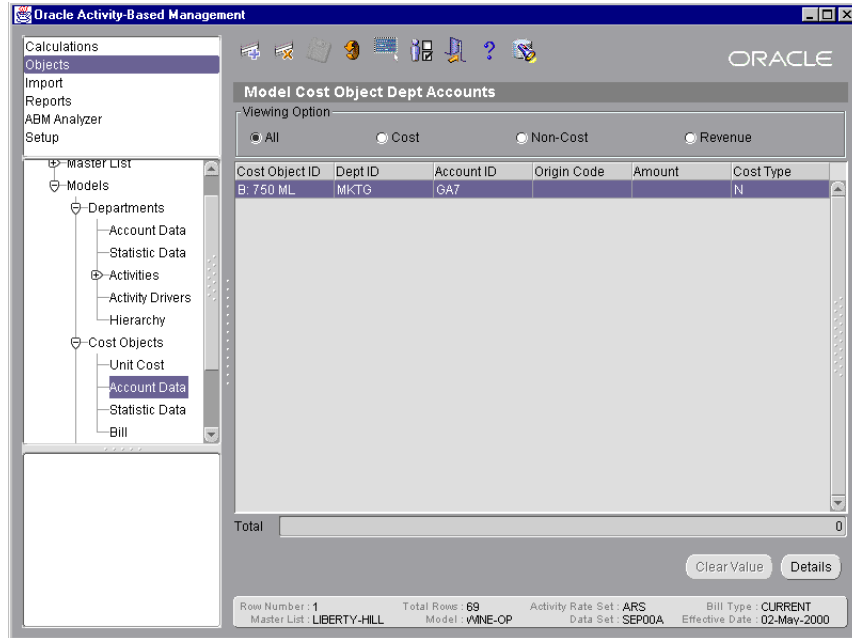 Oracle Activity-Based Management
Calculations
Objects
Import
Reports
ABM Analyzer
Setup
ORACLE
Model Cost Object Dept Accounts
Viewing Option
All Cost Non-Cost Revenue
Master List
Models
Departments
Account Data
Statistic Data
Activities
Activity Drivers
Hierarchy
Cost Objects
Unit Cost
Account Data
Statistic Data
Bill
Cost Object ID Dept ID Account ID Origin Code Amount Cost Type
B: 750 ML MKTG GA7 N
Total 0
Clear Value Details
Row Number : 1 Total Rows : 69 Activity Rate Set : ARS Bill Type : CURRENT
Master List : LIBERTY-HILL Model : WINE-OP Data Set : SEP00A Effective Date : 02-May-2000